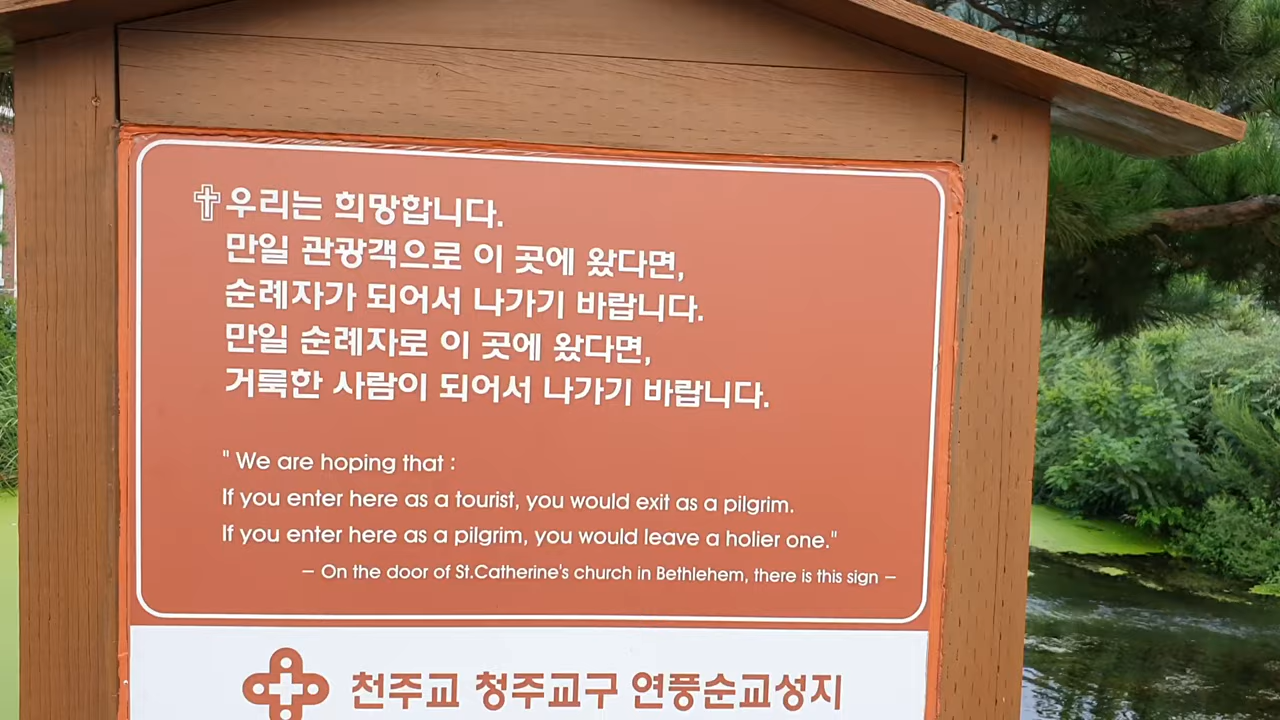 우리는 희망합니다.
만일 관광객으로 이 곳에 왔다면,
순례자가 되어서 나가기 바랍니다.
만일 순례자로 이 곳에 왔다면,
거룩한 사람이 되어서 나가기 바랍니다.
" We are hoping that :
If you enter here as a tourist, you would exit as a pilgrim.
If you enter here as a pilgrim, you would leave a holier one."
– On the door of St.Catherine's church in Bethlehem, there is this sign –
천주교 청주교구 연풍순교성지